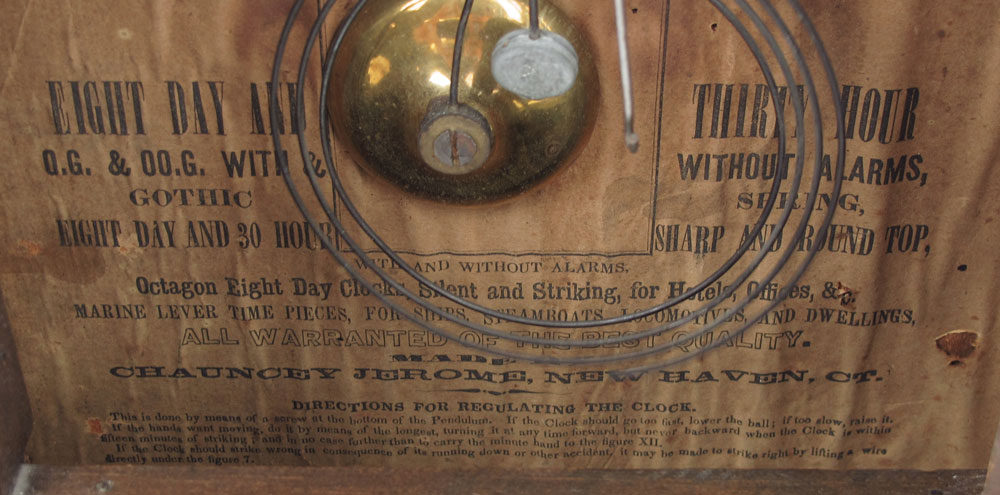 EIGHT DAY AND THIRTY HOUR
O.G. & OO.G. WITH & WITHOUT ALARMS,
GOTHIC SPRING,
EIGHT DAY AND 30 HOUR SHARP AND ROUND TOP,
WITH AND WITHOUT ALARMS.
Octagon Eight Day Clocks, Silent and Striking, for Hotels, Offices, &c.
MARINE LEVER TIME PIECES, FOR SHIPS, STEAMBOATS, LOCOMOTIVES, AND DWELLINGS,
ALL WARRANTED OF THE BEST QUALITY.
MADE
CHAUNCEY JEROME, NEW HAVEN, CT.
DIRECTIONS FOR REGULATING THE CLOCK.
This is done by means of a screw at the bottom of the Pendulum. If the Clock should go too fast, lower the ball; if too slow, raise it.
If the hands want moving, do it by means of the longest, turning it at any time forward, but never backward when the Clock is within
fifteen minutes of striking; and in no case further than to carry the minute hand to the figure XII.
If the Clock should strike wrong in consequence of its running down or other accident, it may be made to strike right by lifting a wire
directly under the figure 7.